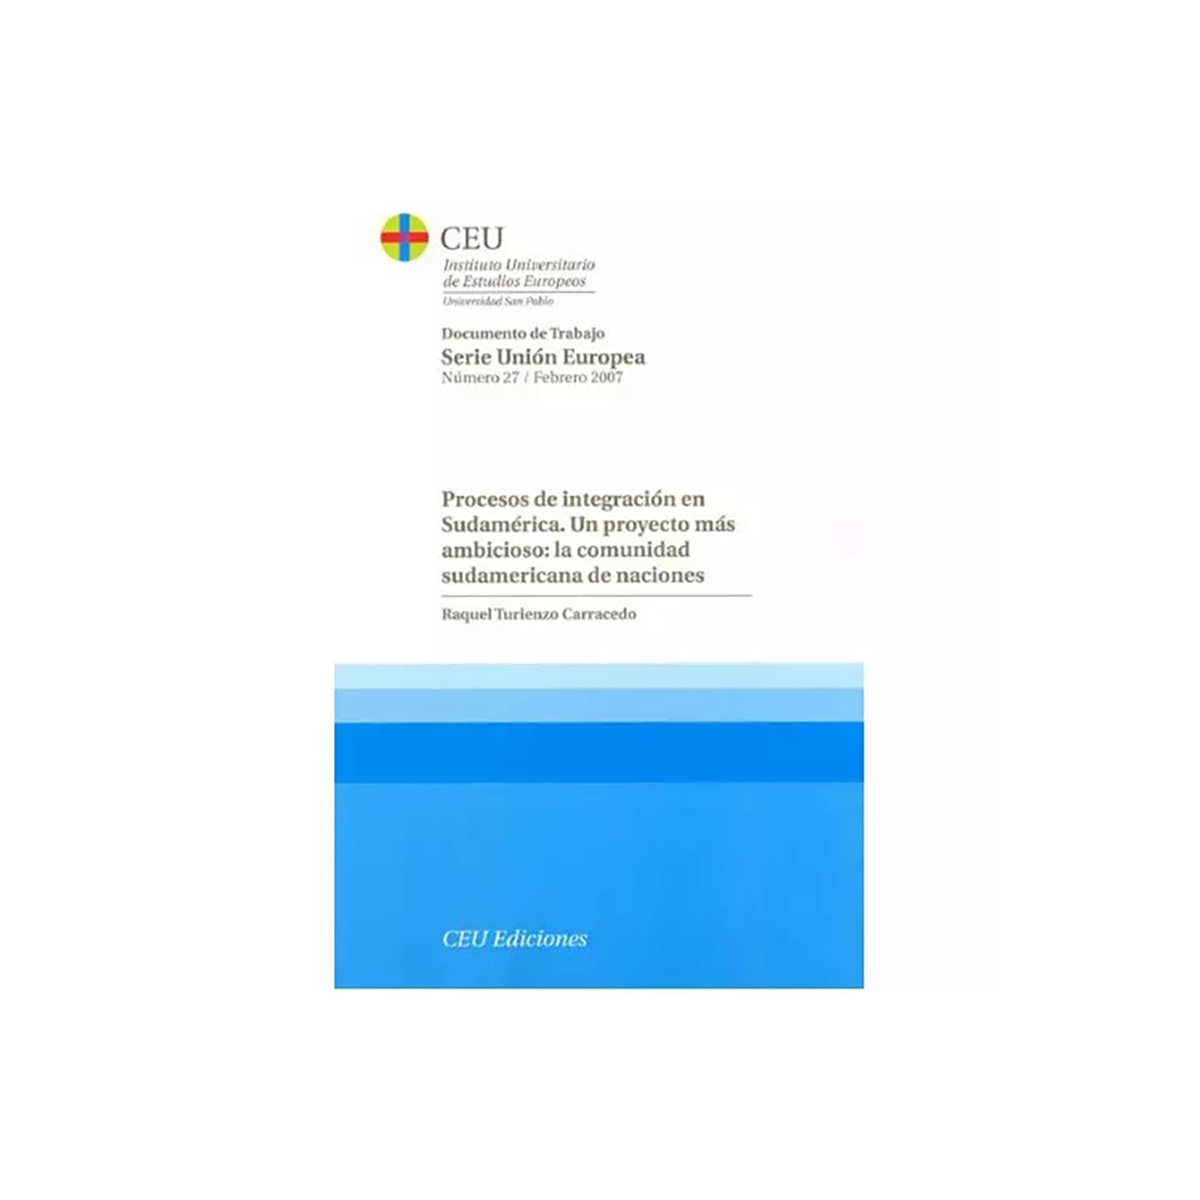 CEU
Instituto Universitario
de Estudios Europeos
Universidad San Pablo
Documento de Trabajo
Serie Unión Europea
Número 27 / Febrero 2007
Procesos de integración en
Sudamérica. Un proyecto más
ambicioso: la comunidad
sudamericana de naciones
Raquel Turienzo Carracedo
CEU Ediciones